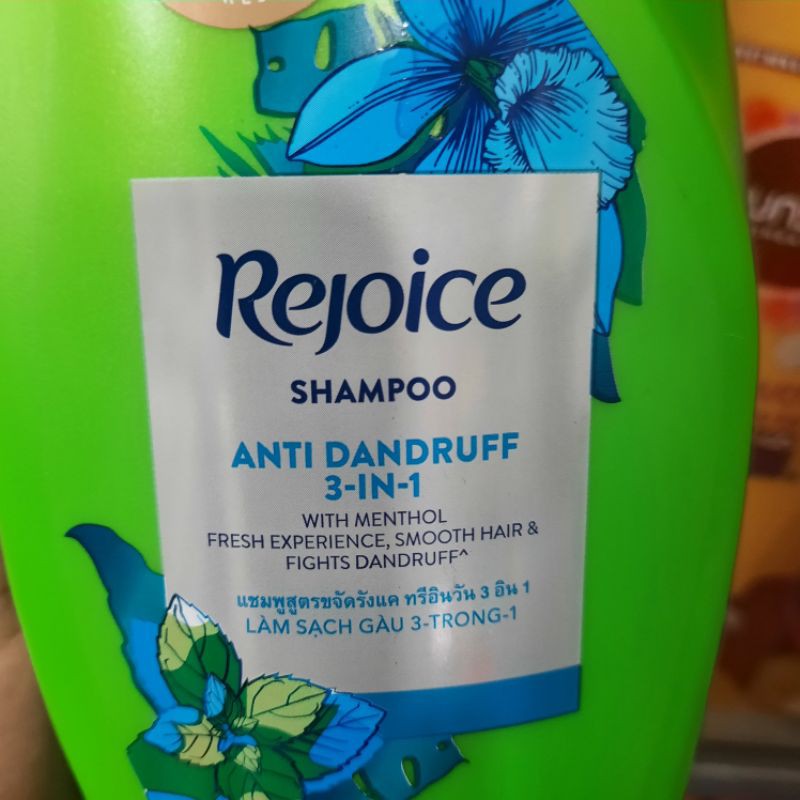 Rejoice
SHAMPOO
ANTI DANDRUFF
3-IN-1
WITH MENTHOL
FRESH EXPERIENCE, SMOOTH HAIR &
FIGHTS DANDRUFF^
แชมพูสูตรขจัดรังแค ทรีอินวัน 3 อิน 1
LÀM SẠCH GÀU 3-TRONG-1